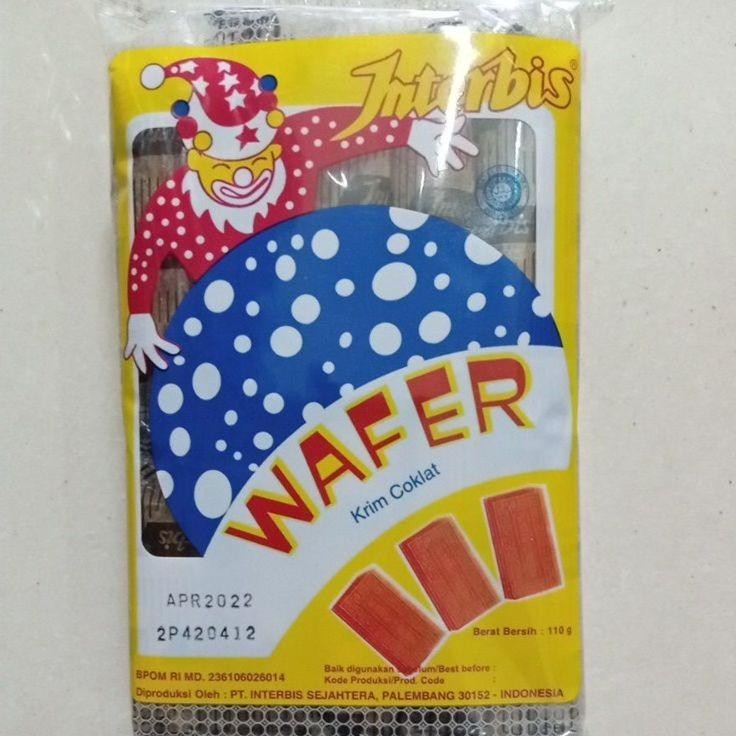 Interbis®
WAFER
Krim Coklat
APR2022
2P420412
Berat Bersih : 110 g
BPOM RI MD. 236106026014
Baik digunakan sebelum/Best before :
Kode Produksi/Prod. Code :
Diproduksi Oleh : PT. INTERBIS SEJAHTERA, PALEMBANG 30152 - INDONESIA